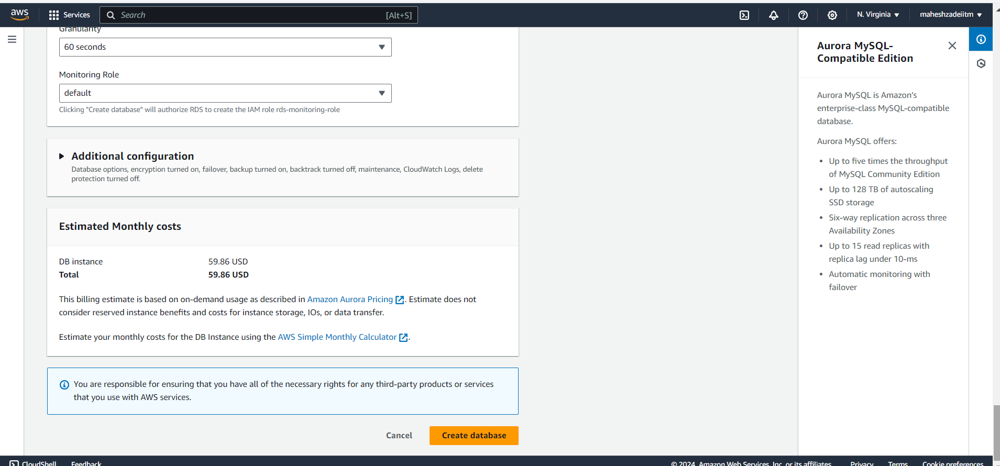 aws
Services
Search
[Alt+S]
N. Virginia
maheshzadeiitm
Granularity
60 seconds
Monitoring Role
default
Clicking "Create database" will authorize RDS to create the IAM role rds-monitoring-role
Additional configuration
Database options, encryption turned on, failover, backup turned on, backtrack turned off, maintenance, CloudWatch Logs, delete
protection turned off.
Estimated Monthly costs
DB instance 59.86 USD
Total 59.86 USD
This billing estimate is based on on-demand usage as described in Amazon Aurora Pricing. Estimate does not
consider reserved instance benefits and costs for instance storage, IOs, or data transfer.
Estimate your monthly costs for the DB Instance using the AWS Simple Monthly Calculator.
You are responsible for ensuring that you have all of the necessary rights for any third-party products or services
that you use with AWS services.
Cancel
Create database
Aurora MySQL-
Compatible Edition
Aurora MySQL is Amazon's
enterprise-class MySQL-compatible
database.
Aurora MySQL offers:
• Up to five times the throughput
of MySQL Community Edition
• Up to 128 TB of autoscaling
SSD storage
• Six-way replication across three
Availability Zones
• Up to 15 read replicas with
replica lag under 10-ms
• Automatic monitoring with
failover
CloudShell
Feedback
© 2024, Amazon Web Services, Inc. or its affiliates.
Privacy
Terms
Cookie preferences